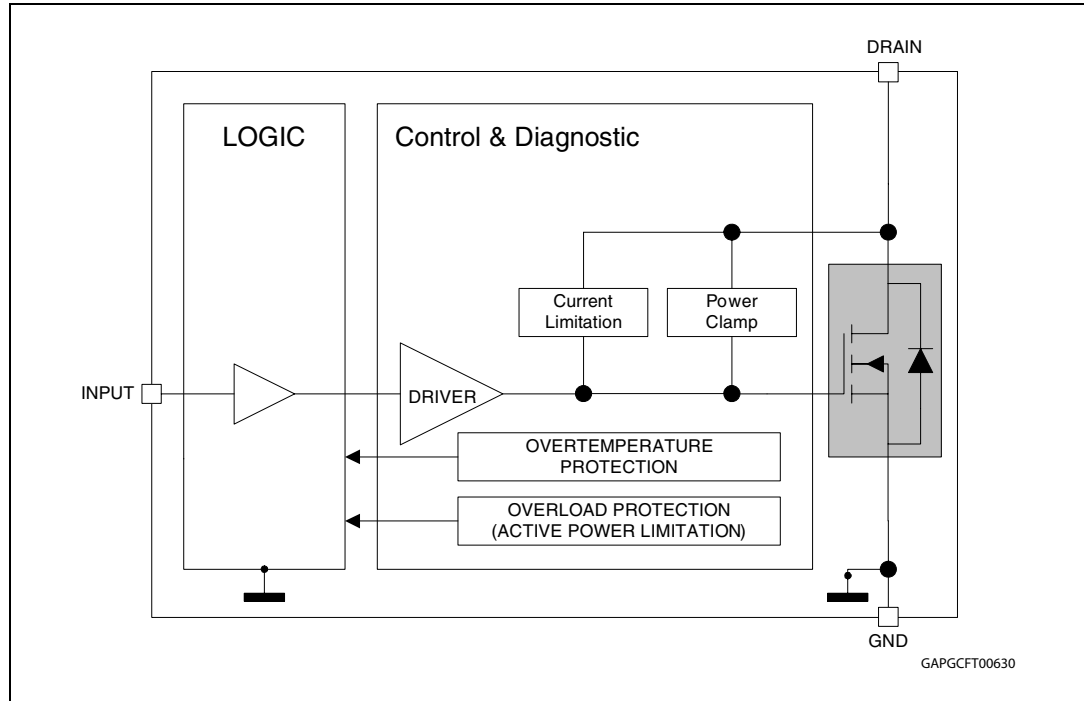 DRAIN
LOGIC
Control & Diagnostic
Current
Limitation
Power
Clamp
INPUT
DRIVER
OVERTEMPERATURE
PROTECTION
OVERLOAD PROTECTION
(ACTIVE POWER LIMITATION)
GND
GAPGCFT00630